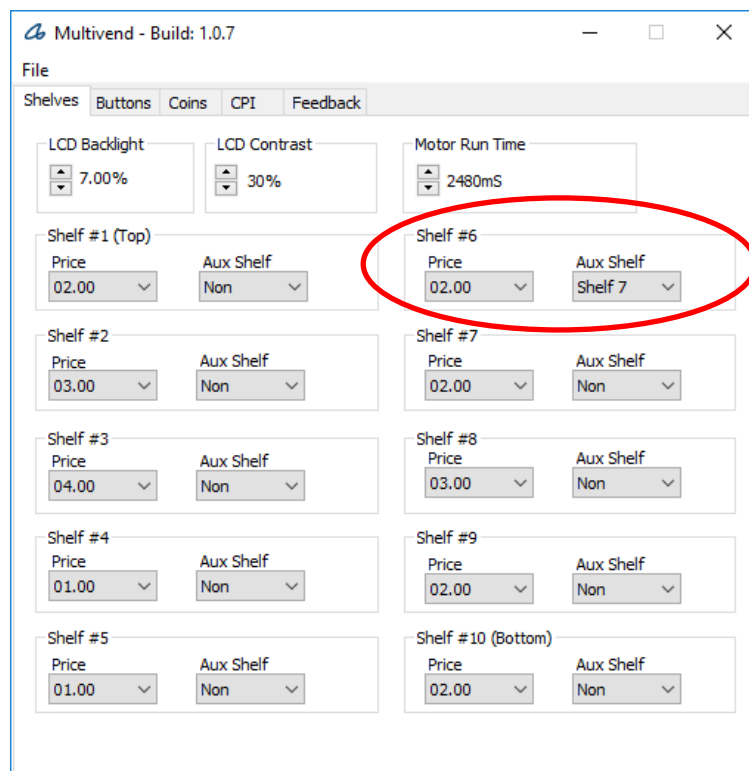 Multivend - Build: 1.0.7
File
Shelves Buttons Coins CPI Feedback
LCD Backlight LCD Contrast Motor Run Time
7.00% 30% 2480mS
Shelf #1 (Top) Shelf #6
Price Aux Shelf Price Aux Shelf
02.00 Non 02.00 Shelf 7
Shelf #2 Shelf #7
Price Aux Shelf Price Aux Shelf
03.00 Non 02.00 Non
Shelf #3 Shelf #8
Price Aux Shelf Price Aux Shelf
04.00 Non 03.00 Non
Shelf #4 Shelf #9
Price Aux Shelf Price Aux Shelf
01.00 Non 02.00 Non
Shelf #5 Shelf #10 (Bottom)
Price Aux Shelf Price Aux Shelf
01.00 Non 02.00 Non